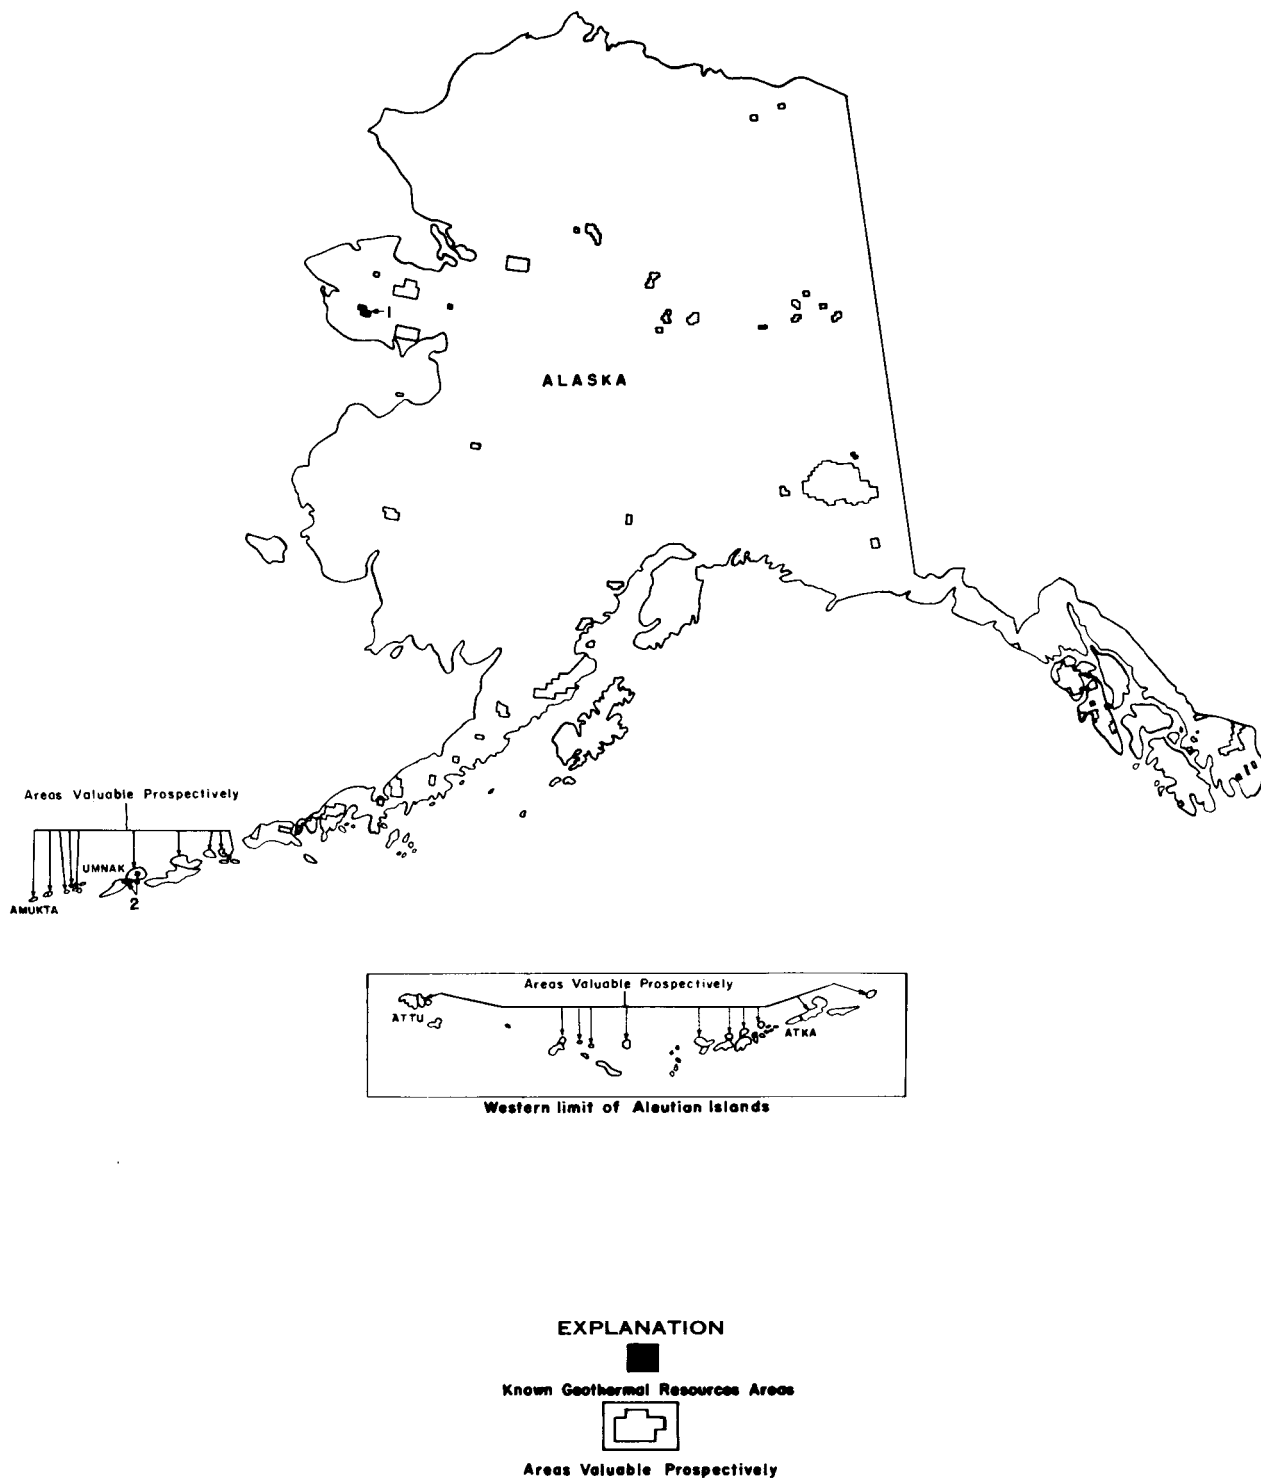 1
ALASKA
Areas Valuable Prospectively
UMNAK
2
AMUKTA
Areas Valuable Prospectively
ATTU
ATKA
Western limit of Aleutian Islands
EXPLANATION
Known Geothermal Resources Areas
Areas Valuable Prospectively